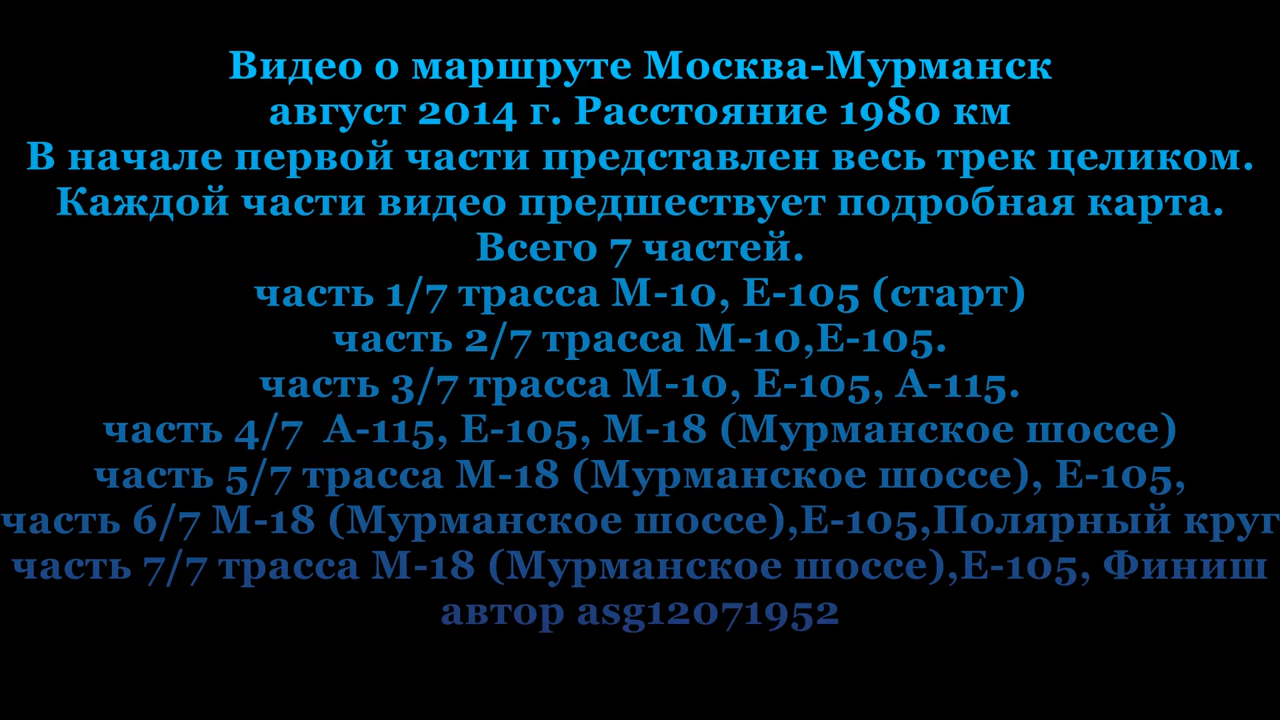 Видео о маршруте Москва-Мурманск
август 2014 г. Расстояние 1980 км
В начале первой части представлен весь трек целиком.
Каждой части видео предшествует подробная карта.
Всего 7 частей.
часть 1/7 трасса М-10, Е-105 (старт)
часть 2/7 трасса М-10,Е-105.
часть 3/7 трасса М-10, Е-105, А-115.
часть 4/7  А-115, Е-105, М-18 (Мурманское шоссе)
часть 5/7 трасса М-18 (Мурманское шоссе), Е-105,
часть 6/7 М-18 (Мурманское шоссе),Е-105,Полярный круг
часть 7/7 трасса М-18 (Мурманское шоссе),Е-105, Финиш
автор asg12071952